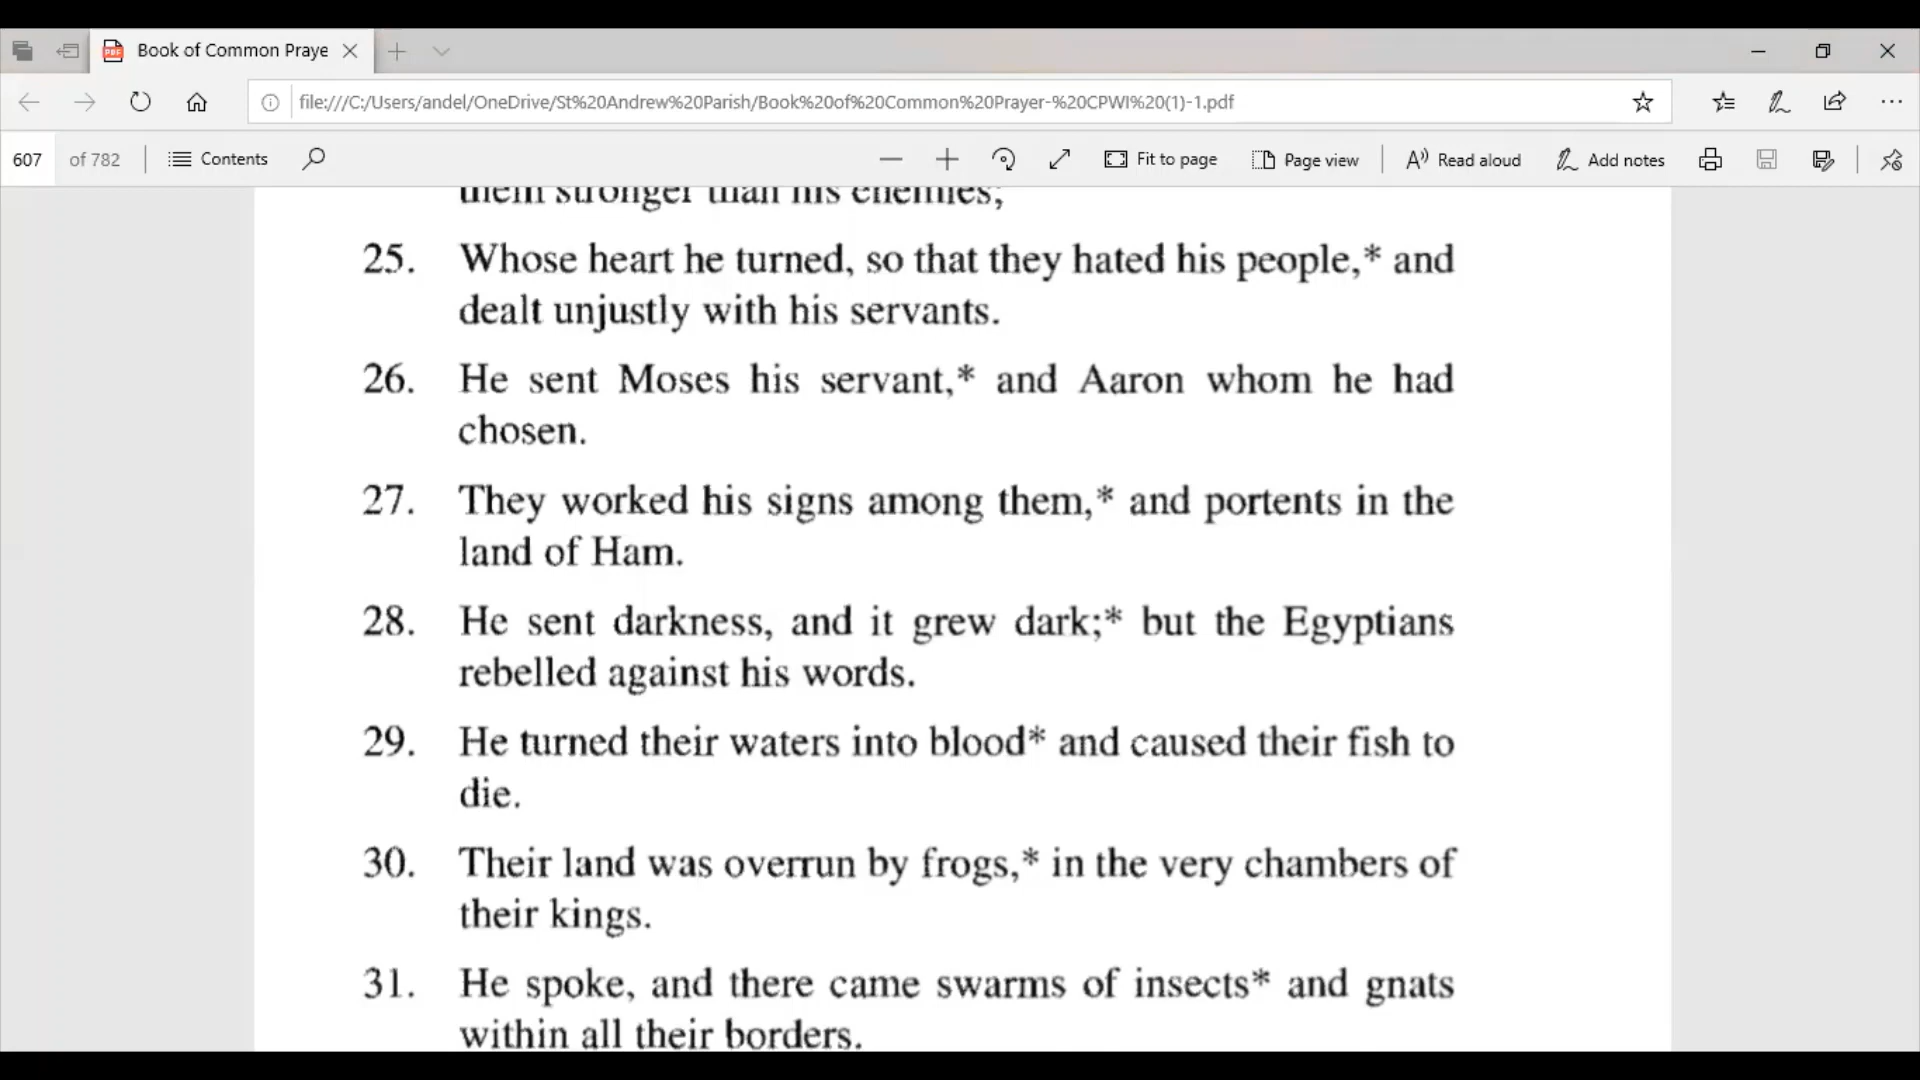 Book of Common Praye
file:///C:/Users/andel/OneDrive/St%20Andrew%20Parish/Book%20of%20Common%20Prayer-%20CPWI%20(1)-1.pdf
607 of 782 Contents Fit to page Page view Read aloud Add notes
them stronger than his enemies;
25. Whose heart he turned, so that they hated his people,* and
dealt unjustly with his servants.
26. He sent Moses his servant,* and Aaron whom he had
chosen.
27. They worked his signs among them,* and portents in the
land of Ham.
28. He sent darkness, and it grew dark;* but the Egyptians
rebelled against his words.
29. He turned their waters into blood* and caused their fish to
die.
30. Their land was overrun by frogs,* in the very chambers of
their kings.
31. He spoke, and there came swarms of insects* and gnats
within all their borders.